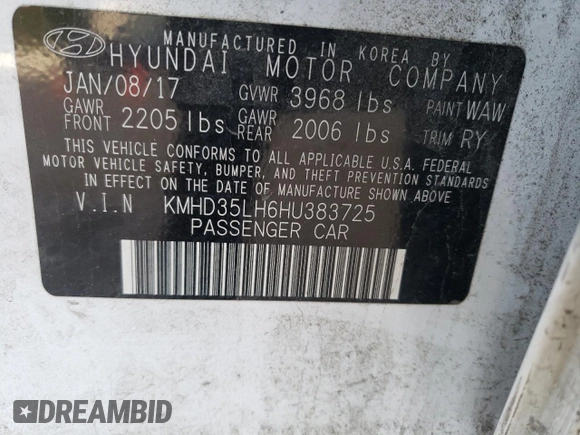 MANUFACTURED IN KOREA BY
HYUNDAI MOTOR COMPANY
JAN/08/17 GVWR 3968 lbs PAINT WAW
GAWR FRONT 2205 lbs GAWR REAR 2006 lbs TRIM RY
THIS VEHICLE CONFORMS TO ALL APPLICABLE U.S.A. FEDERAL
MOTOR VEHICLE SAFETY, BUMPER, AND THEFT PREVENTION STANDARDS
IN EFFECT ON THE DATE OF MANUFACTURE SHOWN ABOVE
V.I.N KMHD35LH6HU383725
PASSENGER CAR
DREAMBID